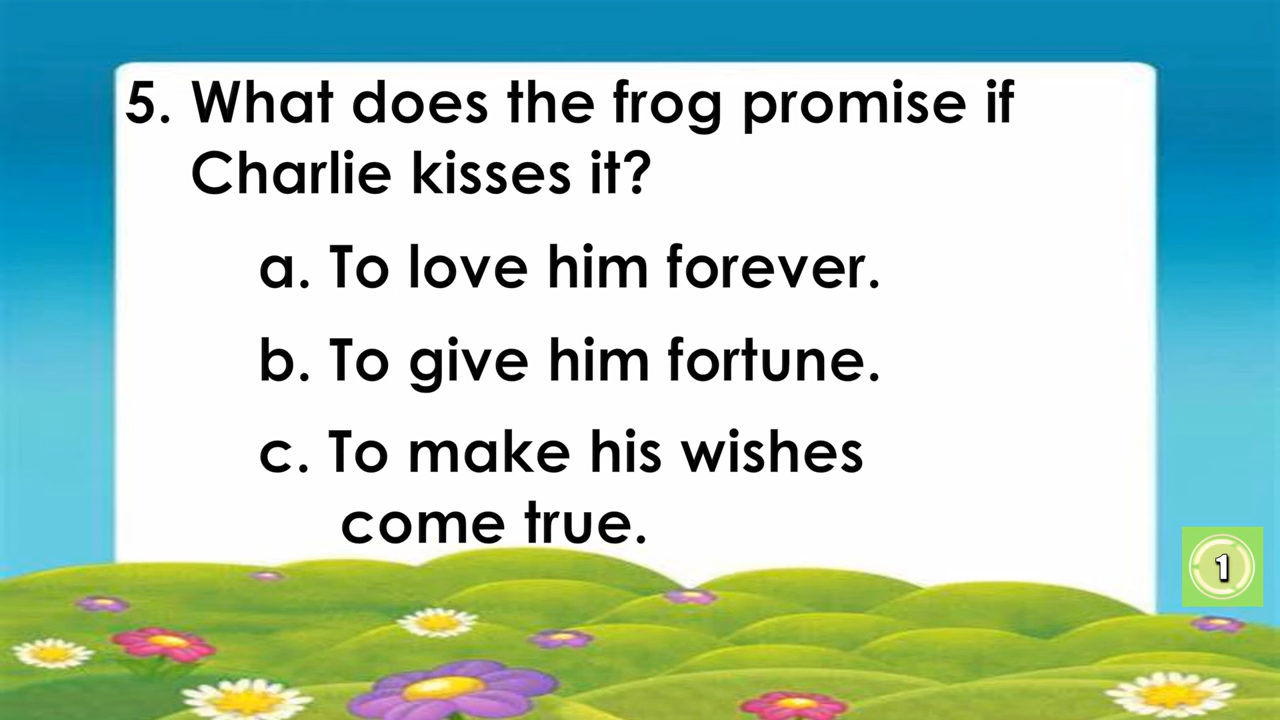 5. What does the frog promise if
Charlie kisses it?
a. To love him forever.
b. To give him fortune.
c. To make his wishes
come true.
1